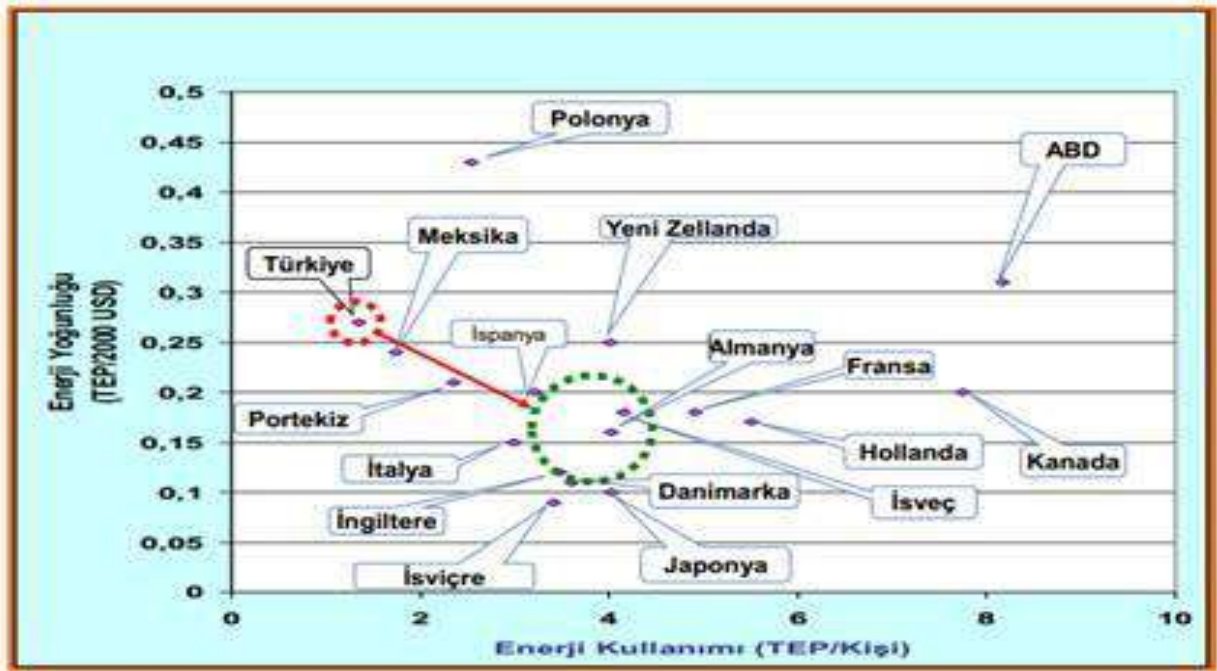 0,5
0,45
0,4
0,35
0,3
0,25
0,2
0,15
0,1
0,05
0
0 2 4 6 8 10
Enerji Yoğunluğu
(TEP/2000 USD)
Enerji Kullanımı (TEP/Kişi)
Polonya
ABD
Meksika
Yeni Zellanda
Türkiye
İspanya
Almanya
Fransa
Portekiz
İtalya
Hollanda
Kanada
Danimarka
İsveç
İngiltere
İsviçre
Japonya